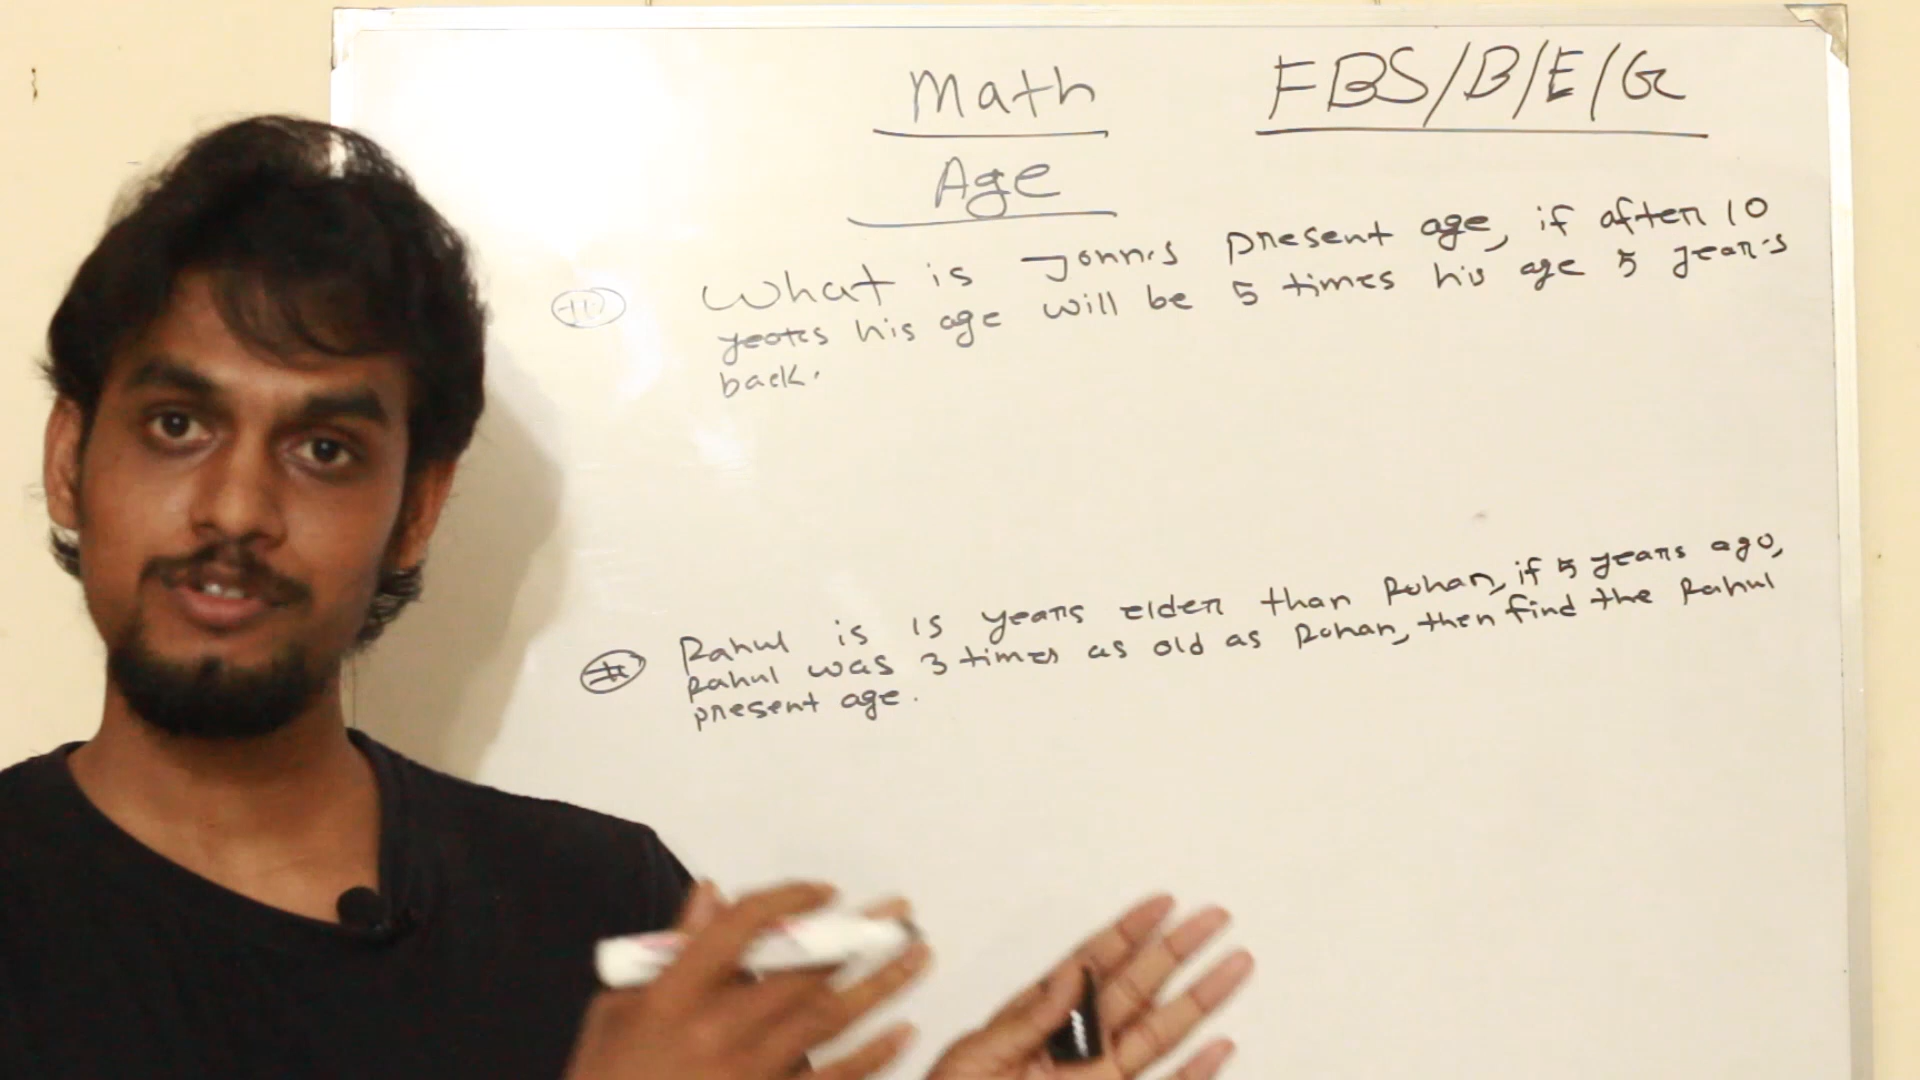 Math
FBS/B/E/G
Age
What is Jonn's present age, if after 10
years his age will be 5 times his age 5 year's
back.
Rahul is 15 years elder than Rohan, if 5 years ago,
Rahul was 3 times as old as Rohan, then find the Rahul
present age.